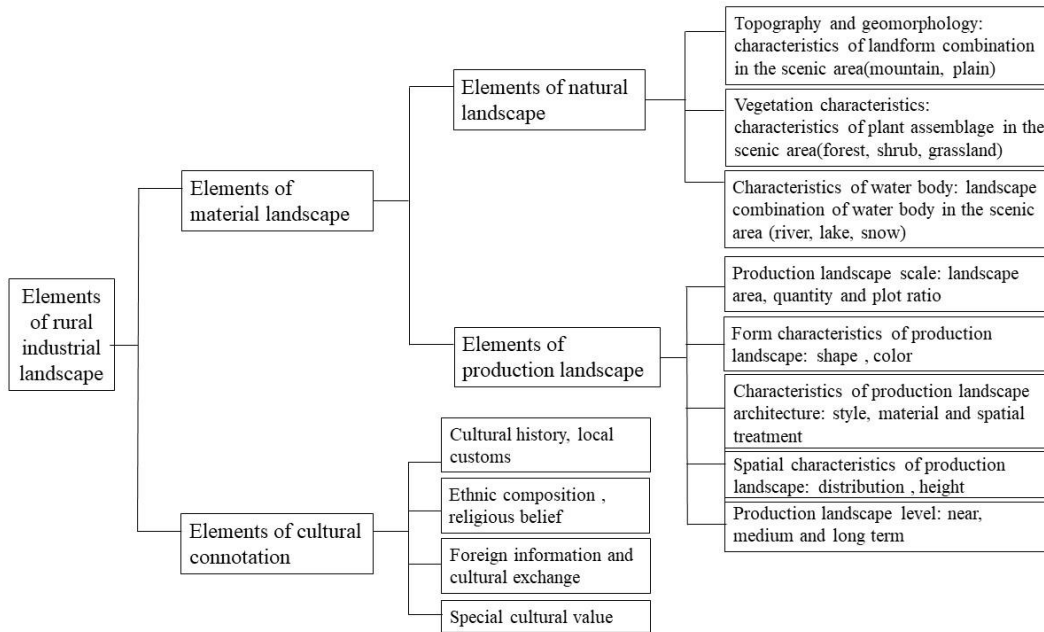 Elements
of rural
industrial
landscape
Elements of
material landscape
Elements of natural
landscape
Topography and geomorphology:
characteristics of landform combination
in the scenic area(mountain, plain)
Vegetation characteristics:
characteristics of plant assemblage in the
scenic area(forest, shrub, grassland)
Characteristics of water body: landscape
combination of water body in the scenic
area (river, lake, snow)
Elements of
production landscape
Production landscape scale: landscape
area, quantity and plot ratio
Form characteristics of production
landscape: shape , color
Characteristics of production landscape
architecture: style, material and spatial
treatment
Spatial characteristics of production
landscape: distribution , height
Production landscape level: near,
medium and long term
Elements of cultural
connotation
Cultural history, local
customs
Ethnic composition ,
religious belief
Foreign information and
cultural exchange
Special cultural value